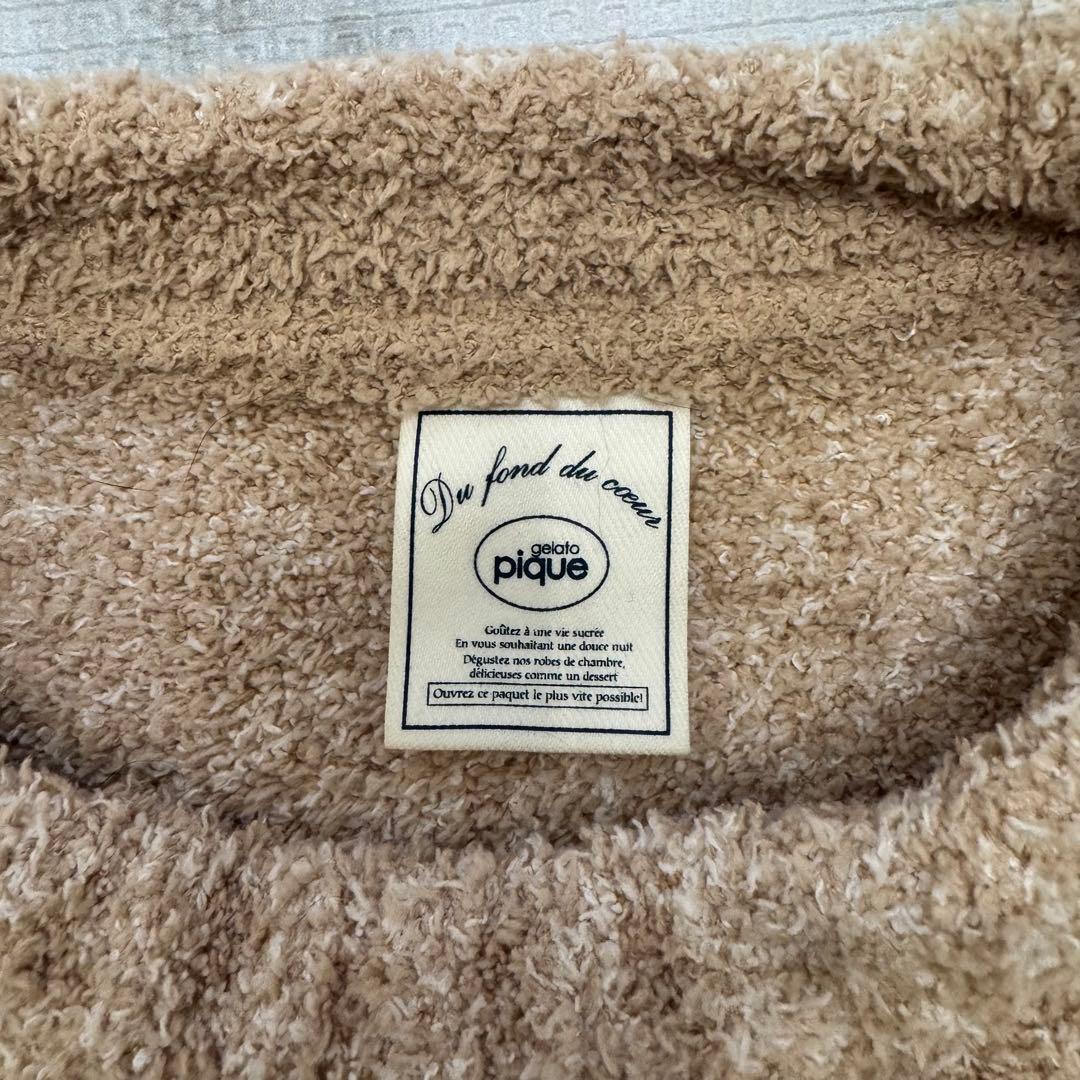 Du fond du cœur
gelato
pique
Goûtez à une vie sucrée
En vous souhaitant une douce nuit
Dégustez nos robes de chambre,
délicieuses comme un dessert
Ouvrez ce paquet le plus vite possible!